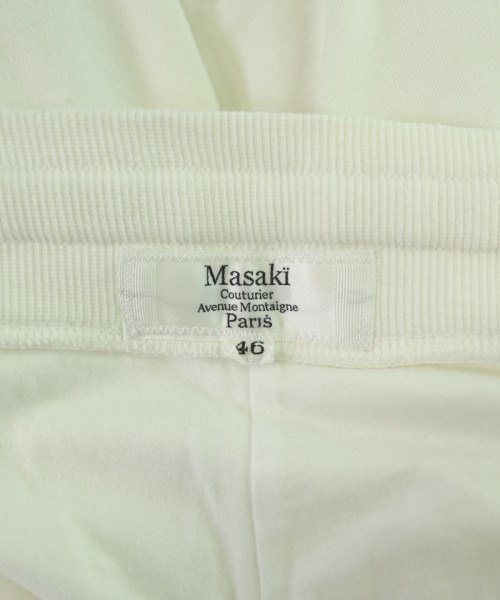 Masakï
Couturier
Avenue Montaigne
Paris
46